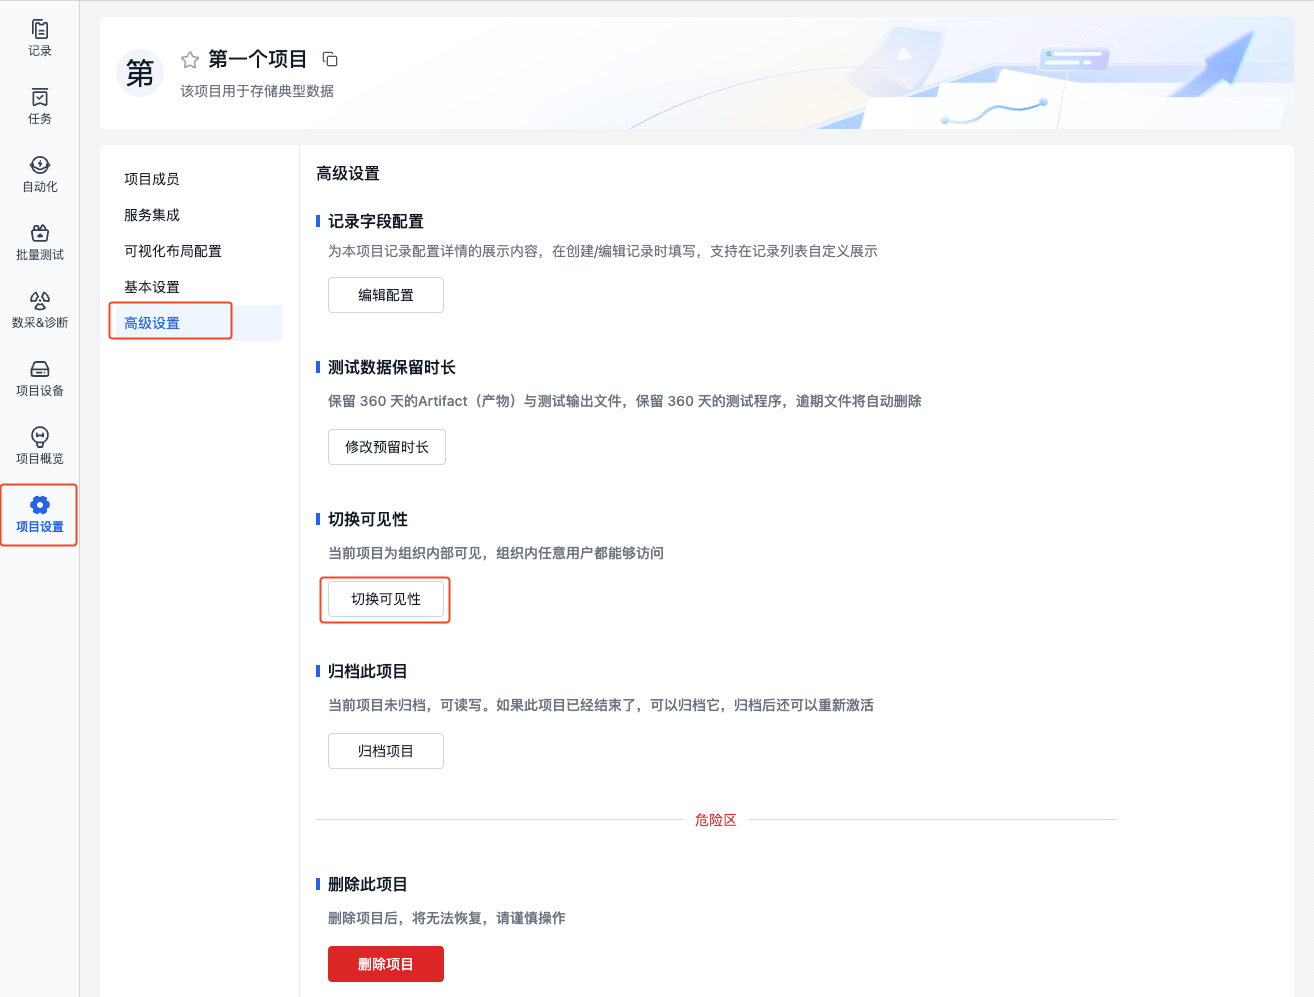 记录
任务
自动化
批量测试
数采&诊断
项目设备
项目概览
项目设置
第
第一个项目
该项目用于存储典型数据
项目成员
服务集成
可视化布局配置
基本设置
高级设置
高级设置
记录字段配置
为本项目记录配置详情的展示内容，在创建/编辑记录时填写，支持在记录列表自定义展示
编辑配置
测试数据保留时长
保留 360 天的Artifact（产物）与测试输出文件，保留 360 天的测试程序，逾期文件将自动删除
修改预留时长
切换可见性
当前项目为组织内部可见，组织内任意用户都能够访问
切换可见性
归档此项目
当前项目未归档，可读写。如果此项目已经结束了，可以归档它，归档后还可以重新激活
归档项目
危险区
删除此项目
删除项目后，将无法恢复，请谨慎操作
删除项目